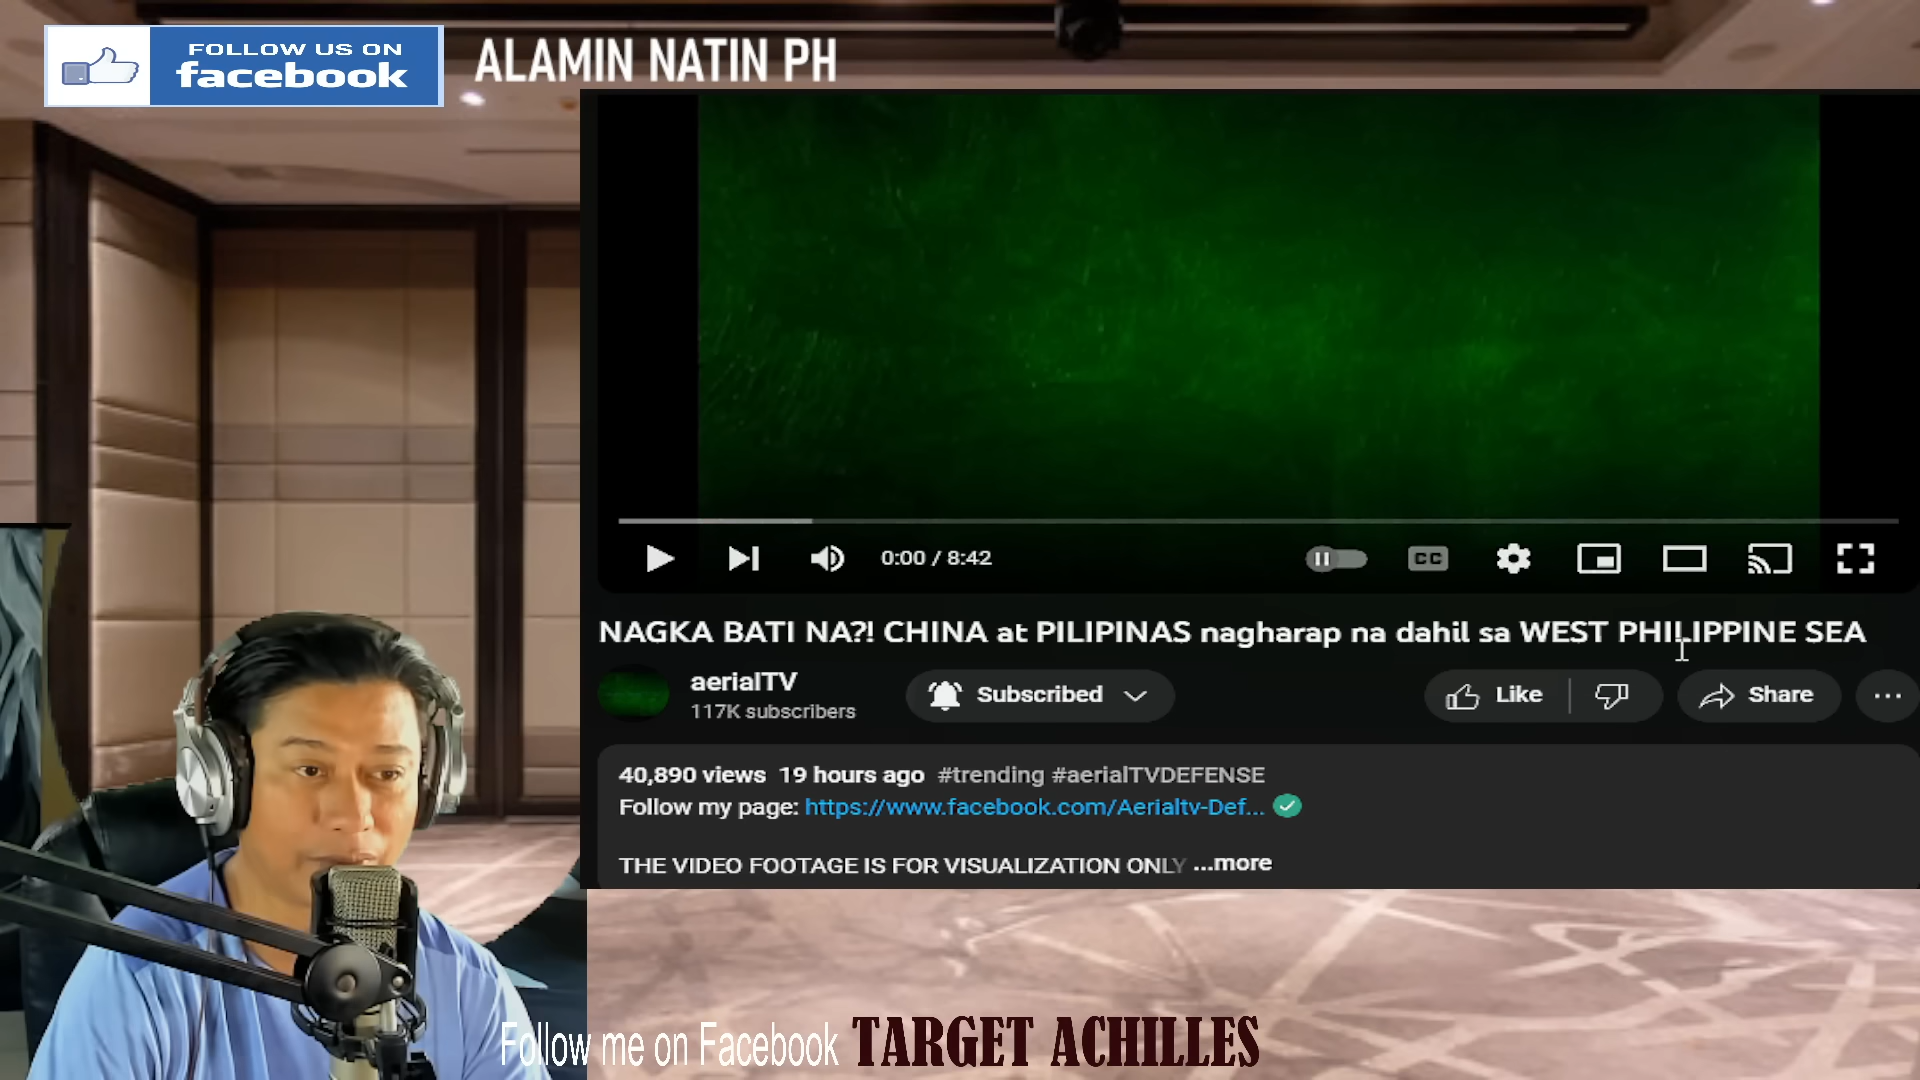 FOLLOW US ON
facebook
ALAMIN NATIN PH
0:00 / 8:42
CC
NAGKA BATI NA?! CHINA at PILIPINAS nagharap na dahil sa WEST PHILIPPINE SEA
aerialTV
117K subscribers
Subscribed
Like
Share
40,890 views 19 hours ago #trending #aerialTVDEFENSE
Follow my page: https://www.facebook.com/Aerialtv-Def...
THE VIDEO FOOTAGE IS FOR VISUALIZATION ONLY ...more
Follow me on Facebook TARGET ACHILLES